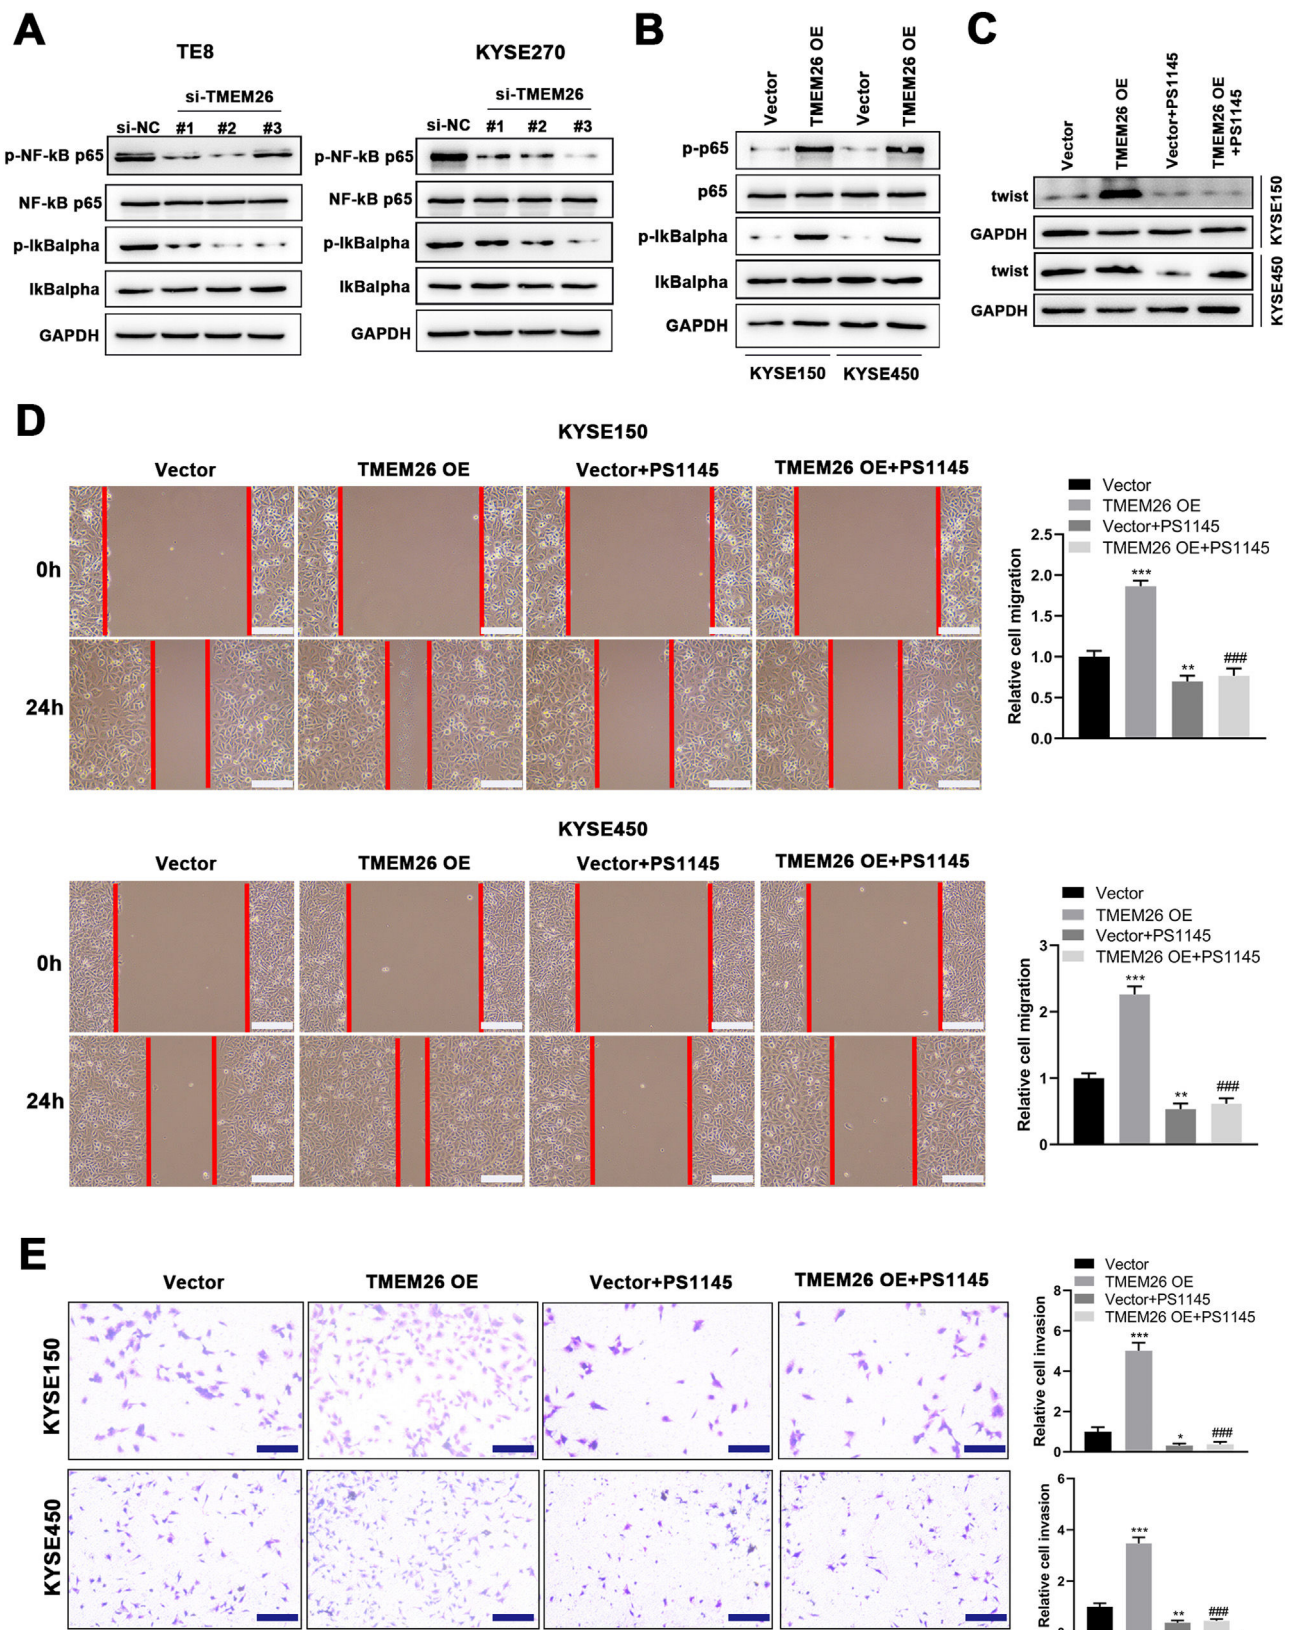 A
TE8
si-TMEM26
si-NC #1 #2 #3
p-NF-kB p65
NF-kB p65
p-IkBalpha
IkBalpha
GAPDH
KYSE270
si-TMEM26
si-NC #1 #2 #3
p-NF-kB p65
NF-kB p65
p-IkBalpha
IkBalpha
GAPDH
B
Vector
TMEM26 OE
Vector
TMEM26 OE
p-p65
p65
p-IkBalpha
IkBalpha
GAPDH
KYSE150 KYSE450
C
Vector
TMEM26 OE
Vector+PS1145
TMEM26 OE
+PS1145
twist
GAPDH
KYSE150
twist
GAPDH
KYSE450
D
KYSE150
Vector TMEM26 OE Vector+PS1145 TMEM26 OE+PS1145
0h
24h
Vector
TMEM26 OE
Vector+PS1145
TMEM26 OE+PS1145
Relative cell migration
2.5
2.0
1.5
1.0
0.5
0.0
***
**
###
KYSE450
Vector TMEM26 OE Vector+PS1145 TMEM26 OE+PS1145
0h
24h
Vector
TMEM26 OE
Vector+PS1145
TMEM26 OE+PS1145
Relative cell migration
3
2
1
0
***
**
###
E
Vector TMEM26 OE Vector+PS1145 TMEM26 OE+PS1145
KYSE150
KYSE450
Vector
TMEM26 OE
Vector+PS1145
TMEM26 OE+PS1145
Relative cell invasion
8
6
4
2
0
***
*
###
Relative cell invasion
6
4
2
***
**
###